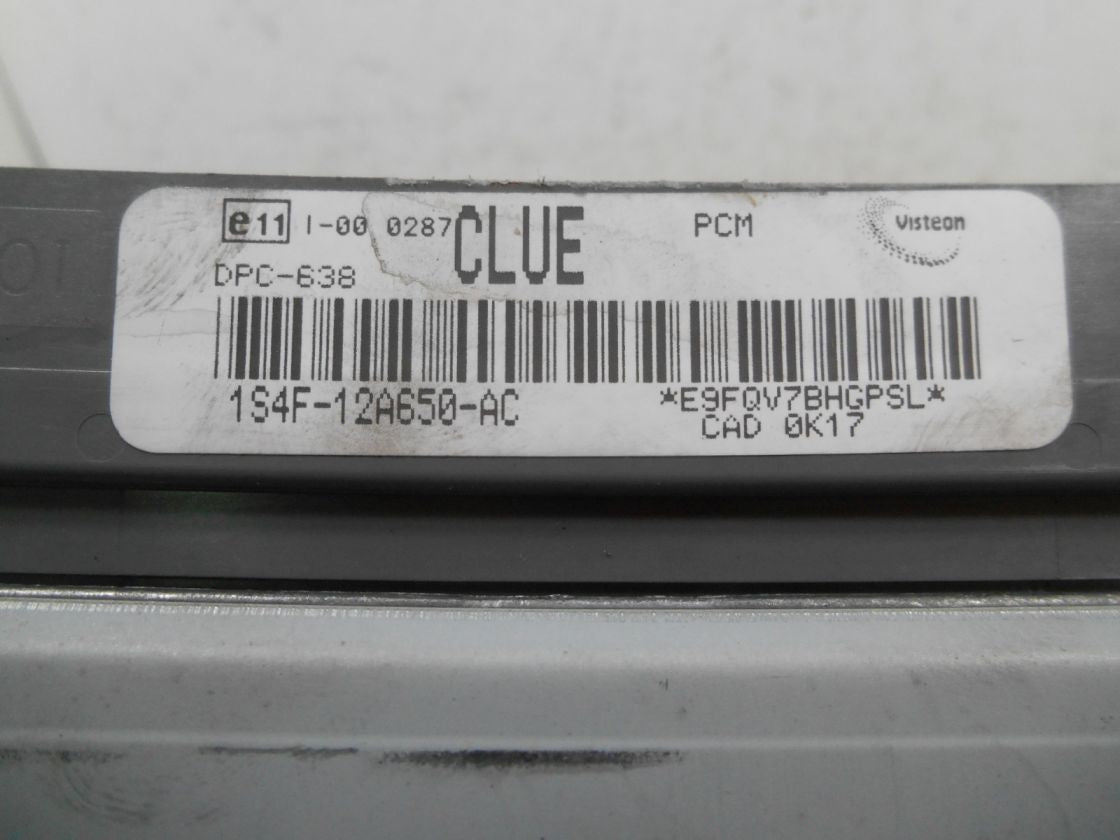 e11 I-00 0287 CLUE PCM Visteon
DPC-638
1S4F-12A650-AC *E9FQV7BHGPSL*
CAD 0K17